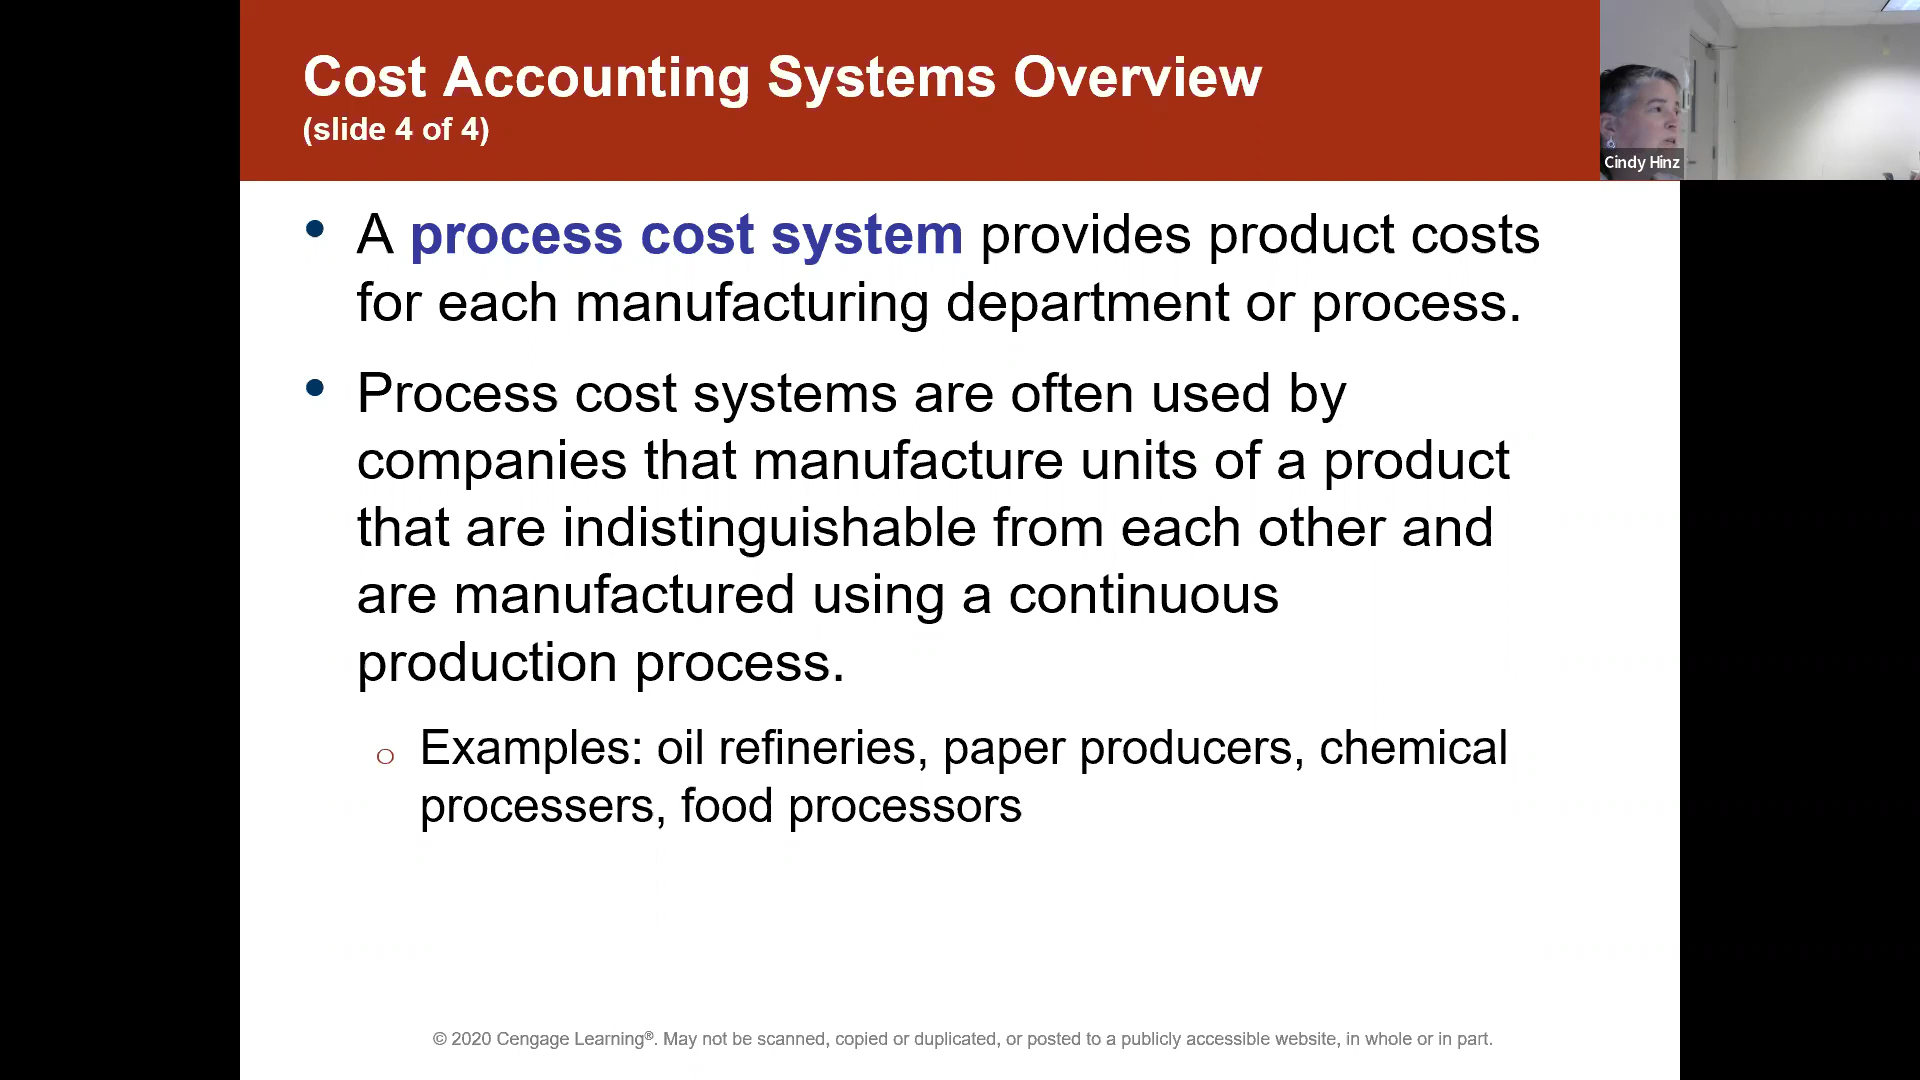 Cost Accounting Systems Overview
(slide 4 of 4)
Cindy Hinz
• A process cost system provides product costs
for each manufacturing department or process.
• Process cost systems are often used by
companies that manufacture units of a product
that are indistinguishable from each other and
are manufactured using a continuous
production process.
o Examples: oil refineries, paper producers, chemical
processers, food processors
© 2020 Cengage Learning®. May not be scanned, copied or duplicated, or posted to a publicly accessible website, in whole or in part.